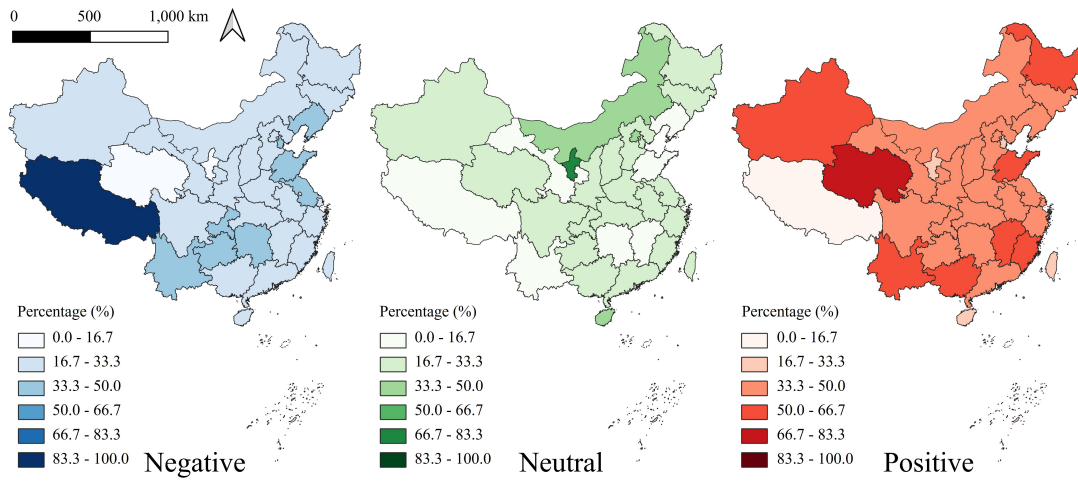 0 500 1,000 km
Percentage (%)
0.0 - 16.7
16.7 - 33.3
33.3 - 50.0
50.0 - 66.7
66.7 - 83.3
83.3 - 100.0
Negative
Percentage (%)
0.0 - 16.7
16.7 - 33.3
33.3 - 50.0
50.0 - 66.7
66.7 - 83.3
83.3 - 100.0
Neutral
Percentage (%)
0.0 - 16.7
16.7 - 33.3
33.3 - 50.0
50.0 - 66.7
66.7 - 83.3
83.3 - 100.0
Positive